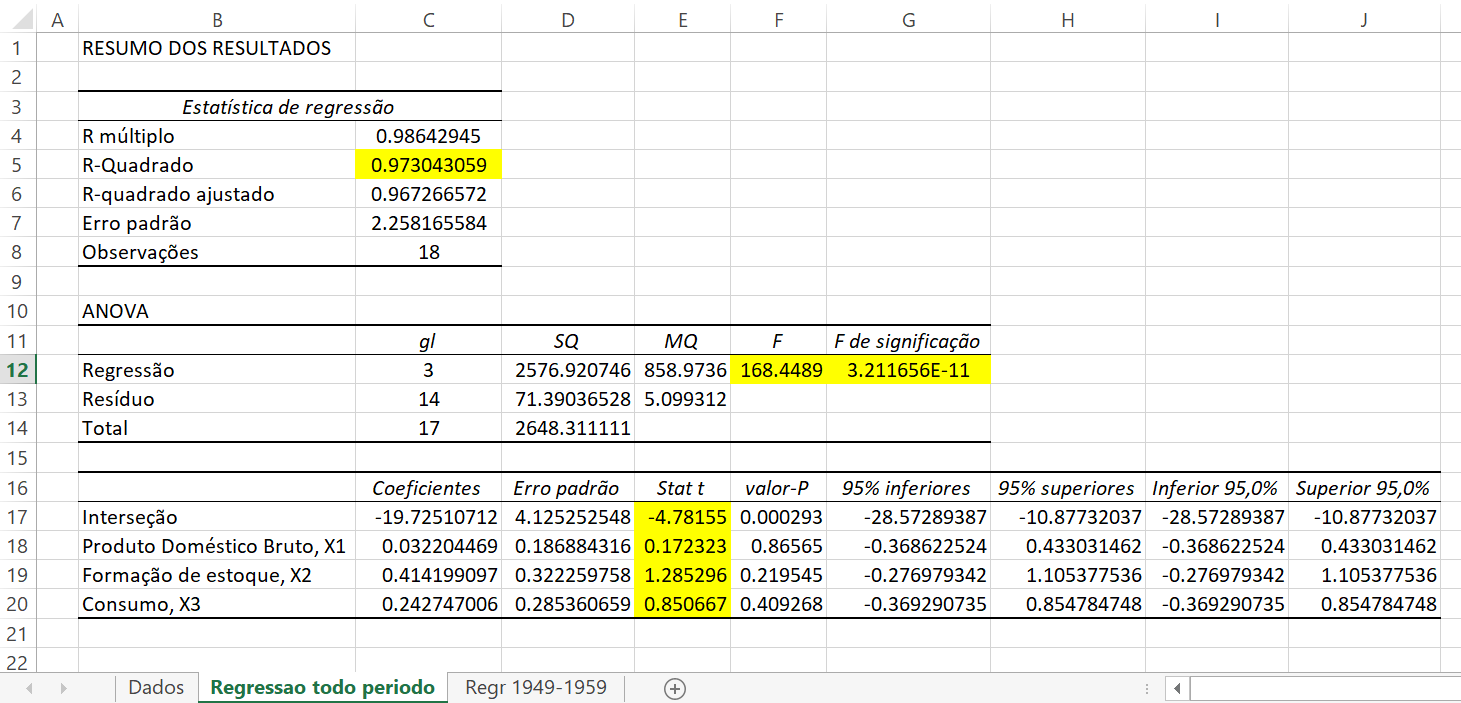 A B C D E F G H I J
1 RESUMO DOS RESULTADOS
2
3 Estatística de regressão
4 R múltiplo 0.98642945
5 R-Quadrado 0.973043059
6 R-quadrado ajustado 0.967266572
7 Erro padrão 2.258165584
8 Observações 18
9
10 ANOVA
11 gl SQ MQ F F de significação
12 Regressão 3 2576.920746 858.9736 168.4489 3.211656E-11
13 Resíduo 14 71.39036528 5.099312
14 Total 17 2648.311111
15
16 Coeficientes Erro padrão Stat t valor-P 95% inferiores 95% superiores Inferior 95,0% Superior 95,0%
17 Interseção -19.72510712 4.125252548 -4.78155 0.000293 -28.57289387 -10.87732037 -28.57289387 -10.87732037
18 Produto Doméstico Bruto, X1 0.032204469 0.186884316 0.172323 0.86565 -0.368622524 0.433031462 -0.368622524 0.433031462
19 Formação de estoque, X2 0.414199097 0.322259758 1.285296 0.219545 -0.276979342 1.105377536 -0.276979342 1.105377536
20 Consumo, X3 0.242747006 0.285360659 0.850667 0.409268 -0.369290735 0.854784748 -0.369290735 0.854784748
21
22
Dados Regressao todo periodo Regr 1949-1959